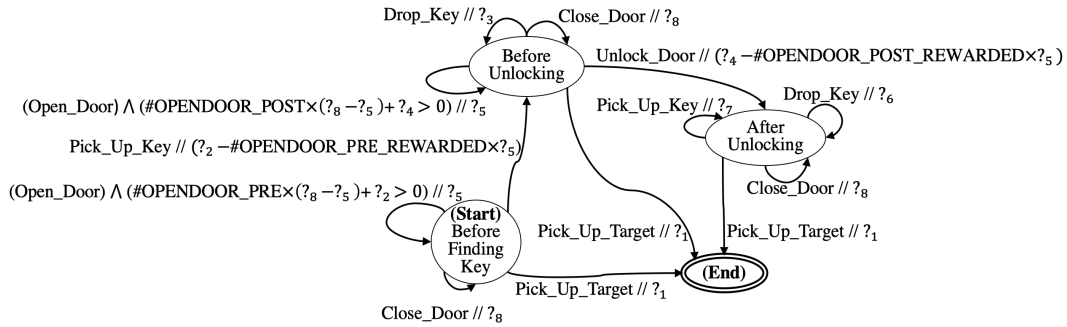 Drop_Key // ?₃
Close_Door // ?₈
Before
Unlocking
Unlock_Door // (?₄ −#OPENDOOR_POST_REWARDED×?₅ )
(Open_Door) ⋀ (#OPENDOOR_POST×(?₈ −?₅ )+ ?₄ > 0) // ?₅
Pick_Up_Key // ?₇
Drop_Key // ?₆
After
Unlocking
Pick_Up_Key // (?₂ −#OPENDOOR_PRE_REWARDED×?₅)
Close_Door // ?₈
(Open_Door) ⋀ (#OPENDOOR_PRE×(?₈ −?₅ )+ ?₂ > 0) // ?₅
(Start)
Before
Finding
Key
Pick_Up_Target // ?₁
Pick_Up_Target // ?₁
(End)
Pick_Up_Target // ?₁
Close_Door // ?₈